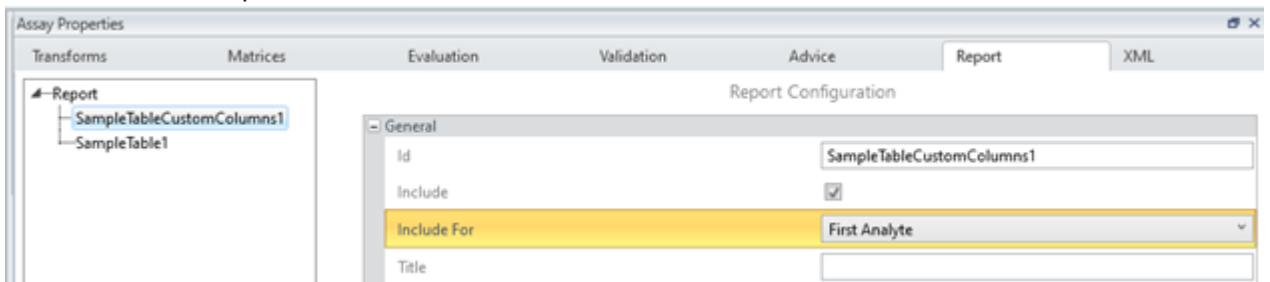 Assay Properties
Transforms Matrices Evaluation Validation Advice Report XML
Report
SampleTableCustomColumns1
SampleTable1
Report Configuration
General
Id SampleTableCustomColumns1
Include
Include For First Analyte
Title